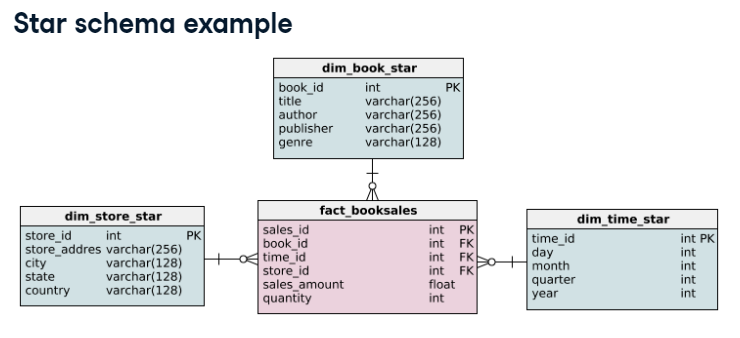 Star schema example
dim_book_star
book_id int PK
title varchar(256)
author varchar(256)
publisher varchar(256)
genre varchar(128)
dim_store_star
store_id int PK
store_addres varchar(256)
city varchar(128)
state varchar(128)
country varchar(128)
fact_booksales
sales_id int PK
book_id int FK
time_id int FK
store_id int FK
sales_amount float
quantity int
dim_time_star
time_id int PK
day int
month int
quarter int
year int